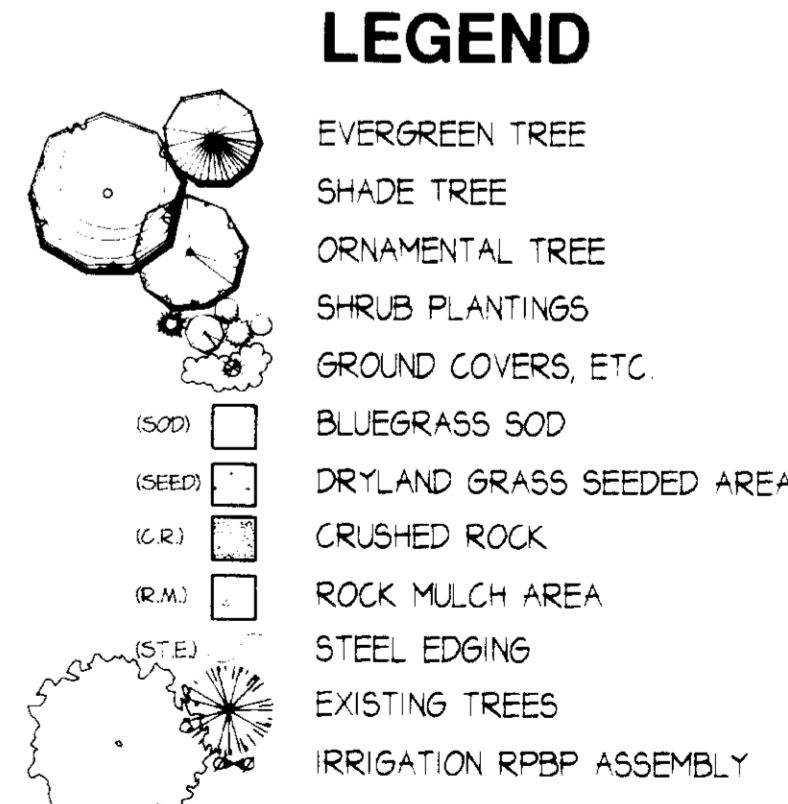 LEGEND
EVERGREEN TREE
SHADE TREE
ORNAMENTAL TREE
SHRUB PLANTINGS
GROUND COVERS, ETC.
(SOD) BLUEGRASS SOD
(SEED) DRYLAND GRASS SEEDED AREA
(C.R.) CRUSHED ROCK
(R.M.) ROCK MULCH AREA
(ST.E.) STEEL EDGING
EXISTING TREES
IRRIGATION RPBP ASSEMBLY